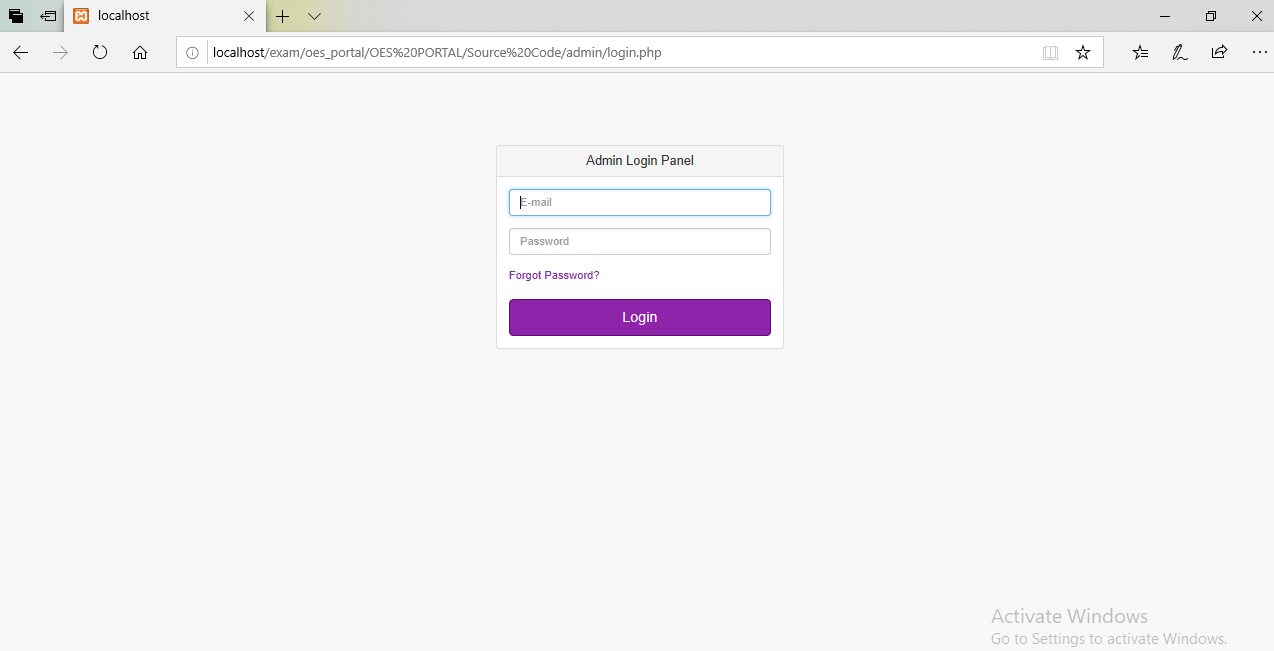 localhost
localhost/exam/oes_portal/OES%20PORTAL/Source%20Code/admin/login.php
Admin Login Panel
E-mail
Password
Forgot Password?
Login
Activate Windows
Go to Settings to activate Windows.